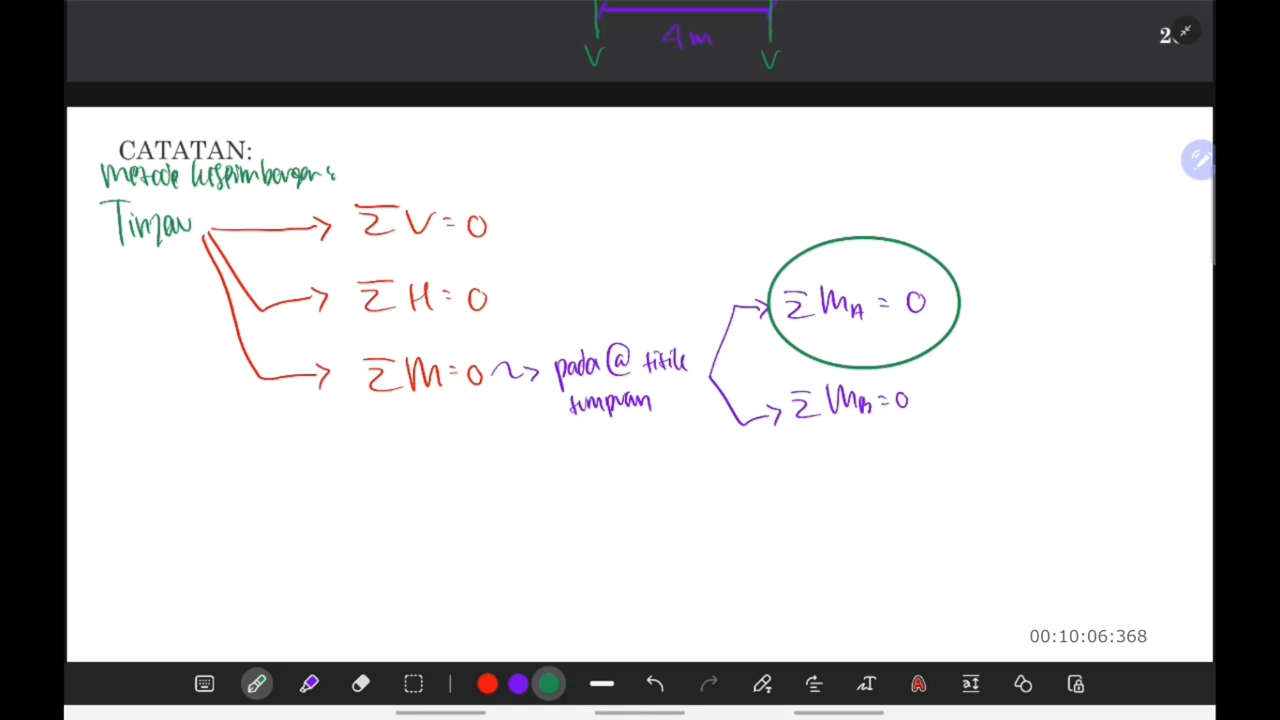 4m
V V
2
CATATAN:
metode keseimbangan :
Tinjau
ΣV = 0
ΣH = 0
ΣM = 0 ~> pada @ titik
tumpuan
ΣMA = 0
ΣMB = 0
00:10:06:368